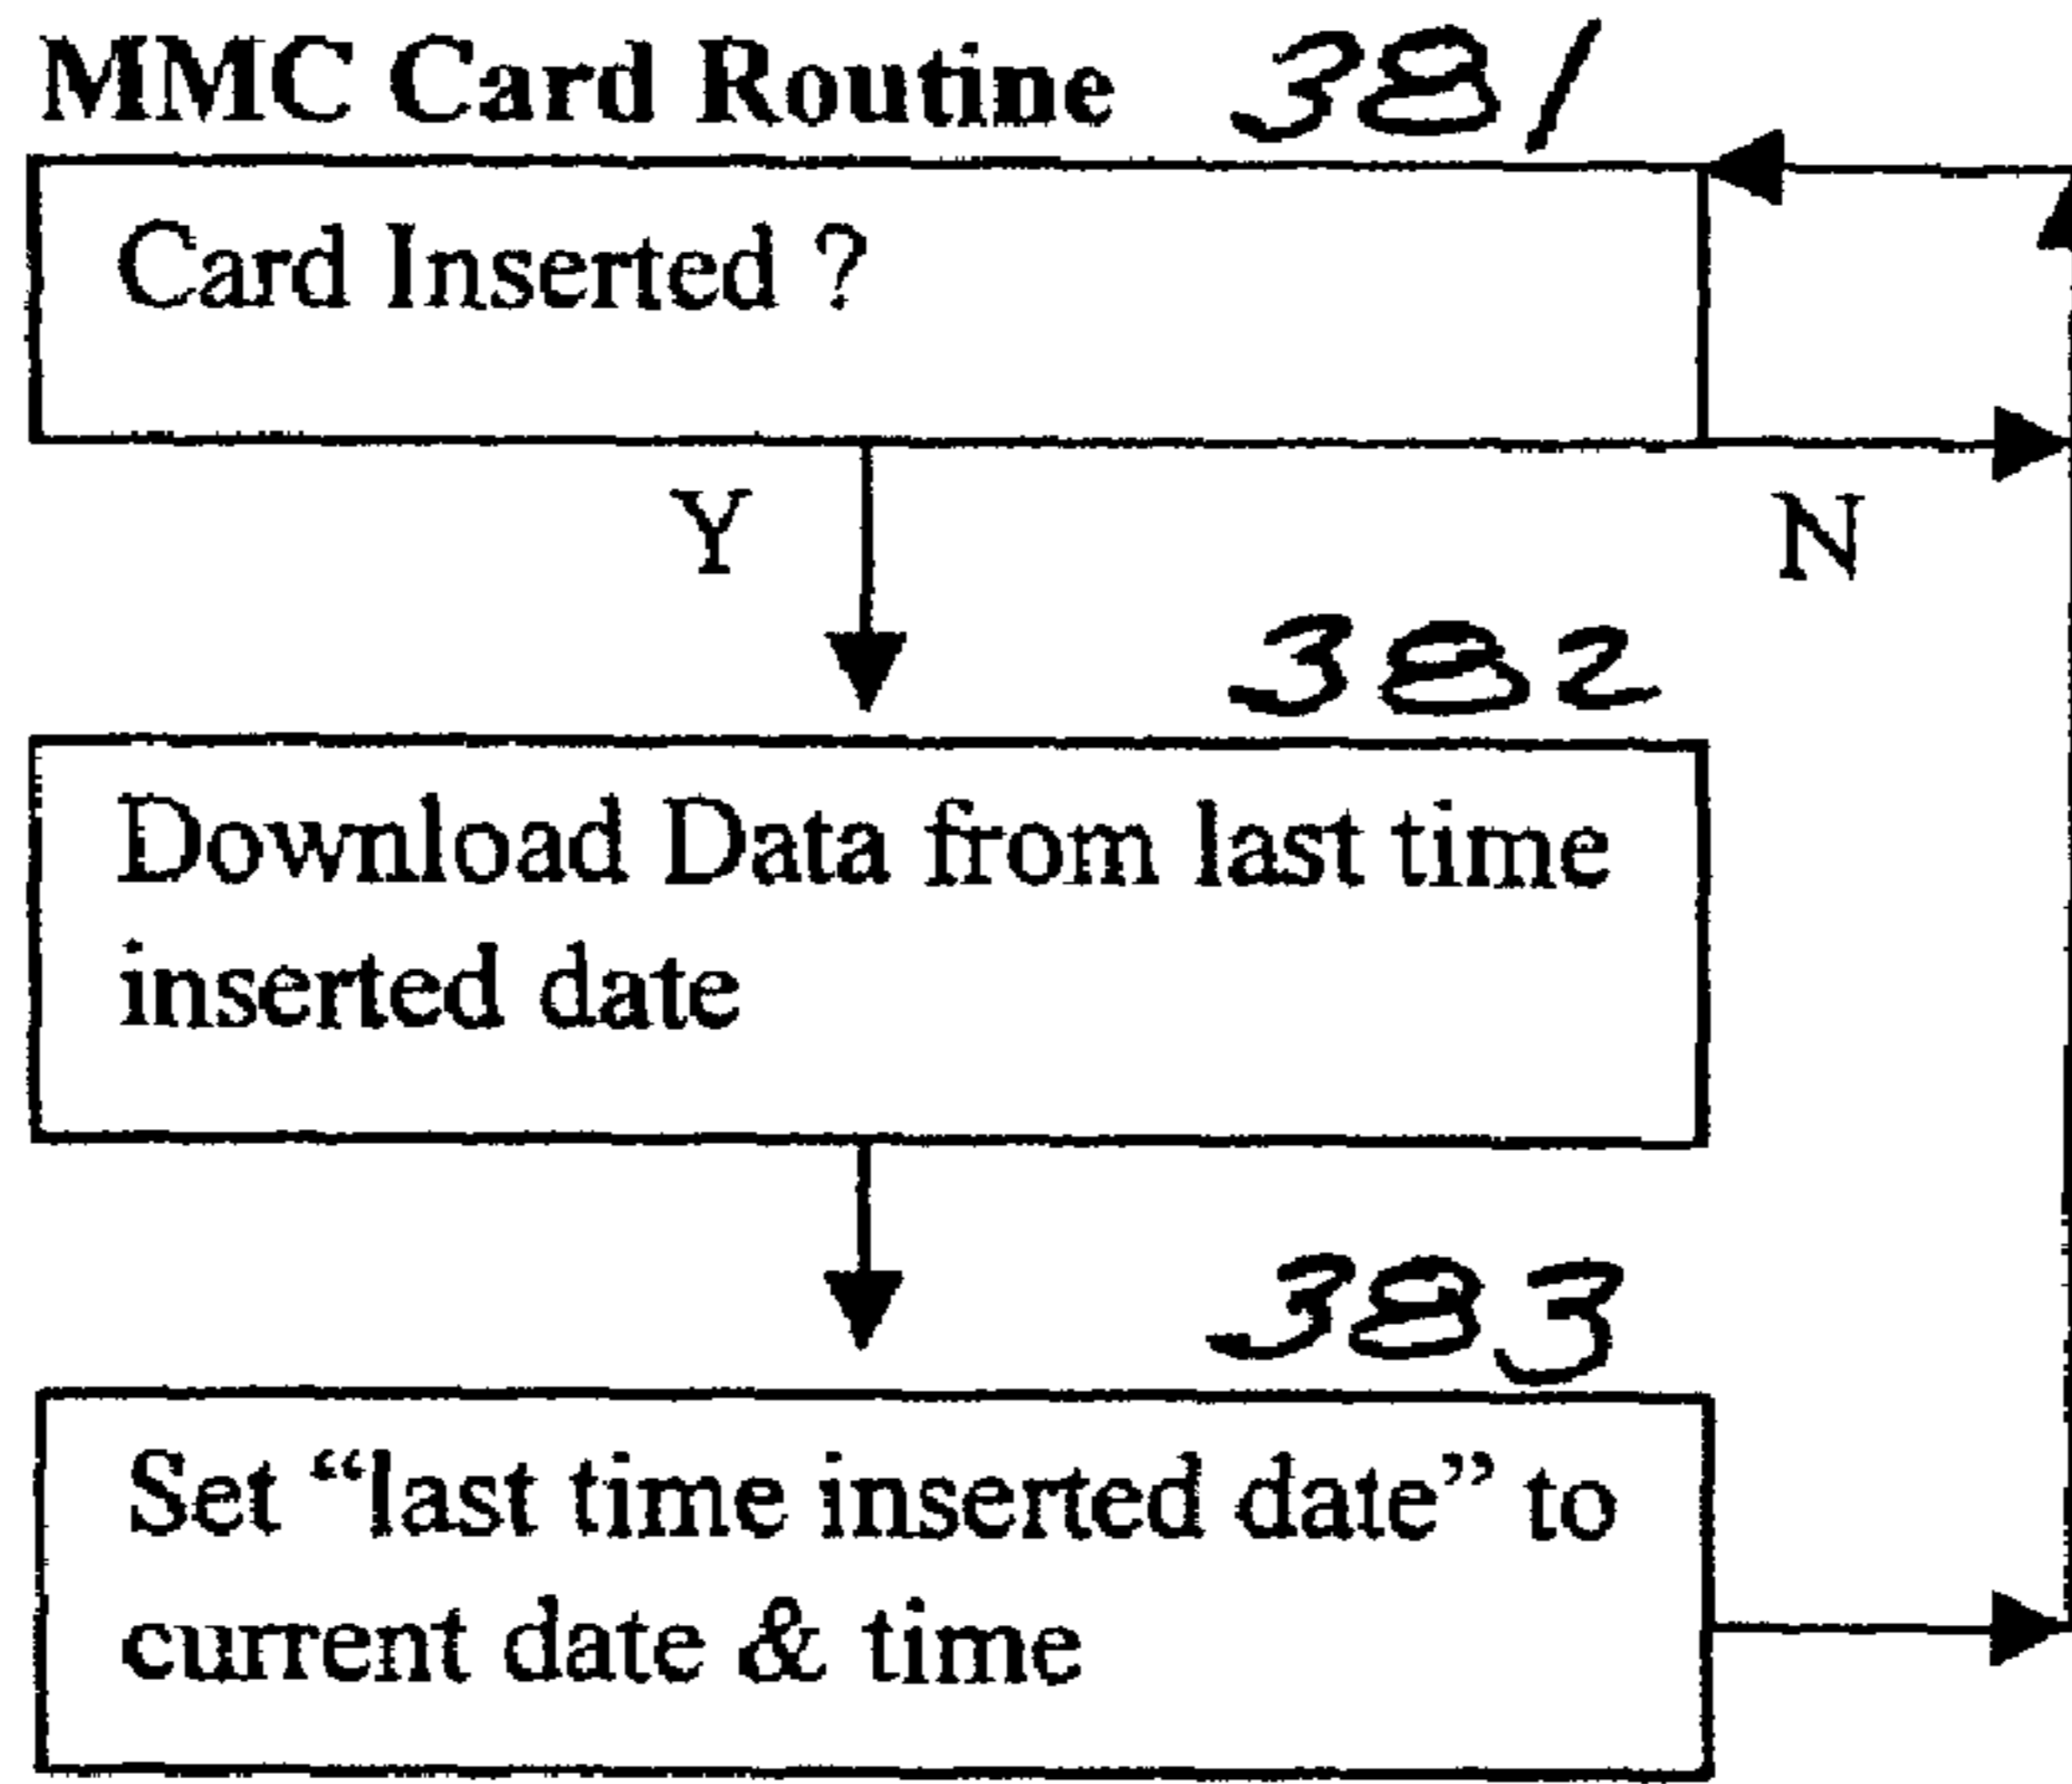 MMC Card Routine 381
Card Inserted ?
Y
N
382
Download Data from last time
inserted date
383
Set “last time inserted date” to
current date & time